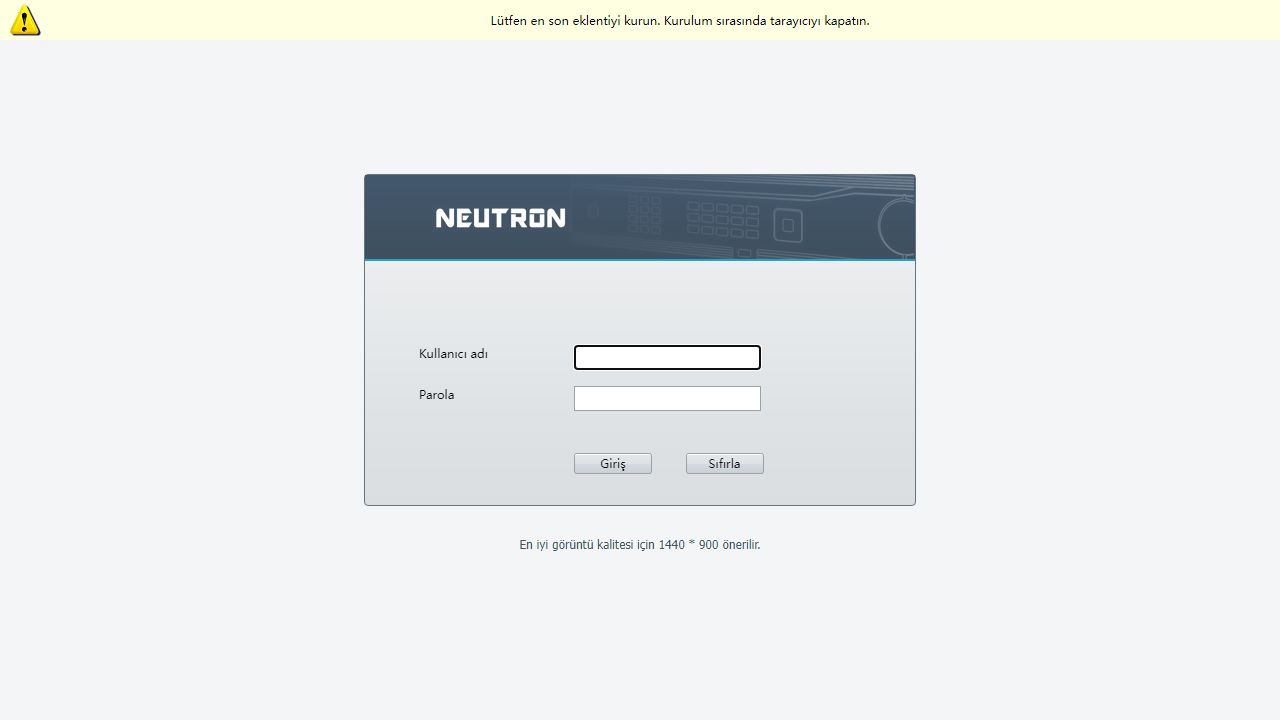 Lütfen en son eklentiyi kurun. Kurulum sırasında tarayıcıyı kapatın.
NEUTRON
Kullanıcı adı
Parola
Giriş
Sıfırla
En iyi görüntü kalitesi için 1440 * 900 önerilir.